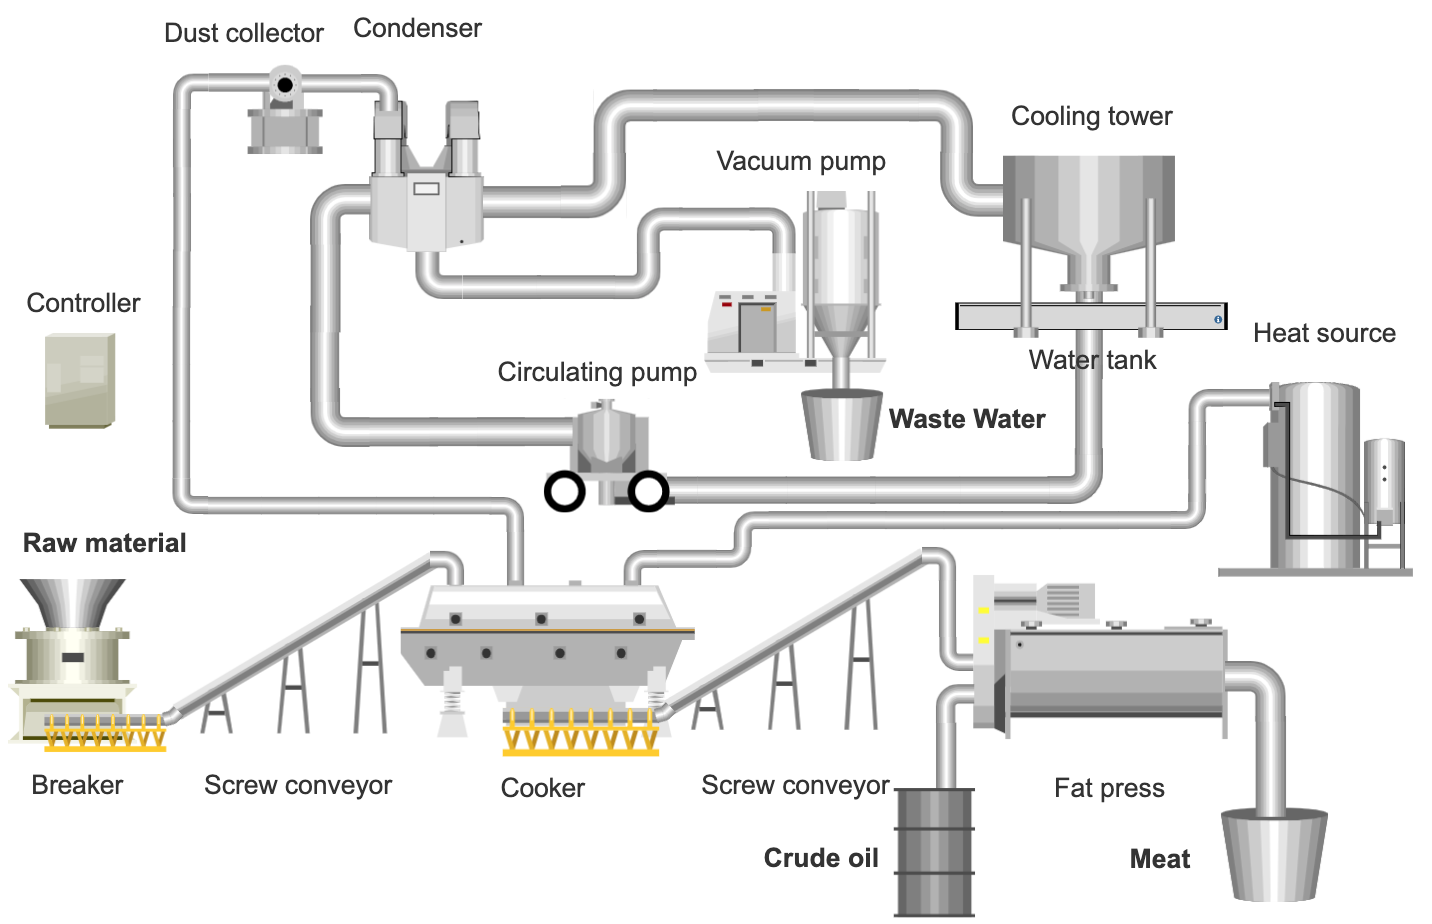 Dust collector
Condenser
Cooling tower
Vacuum pump
Controller
Water tank
Heat source
Circulating pump
Waste Water
Raw material
Breaker
Screw conveyor
Cooker
Screw conveyor
Fat press
Crude oil
Meat